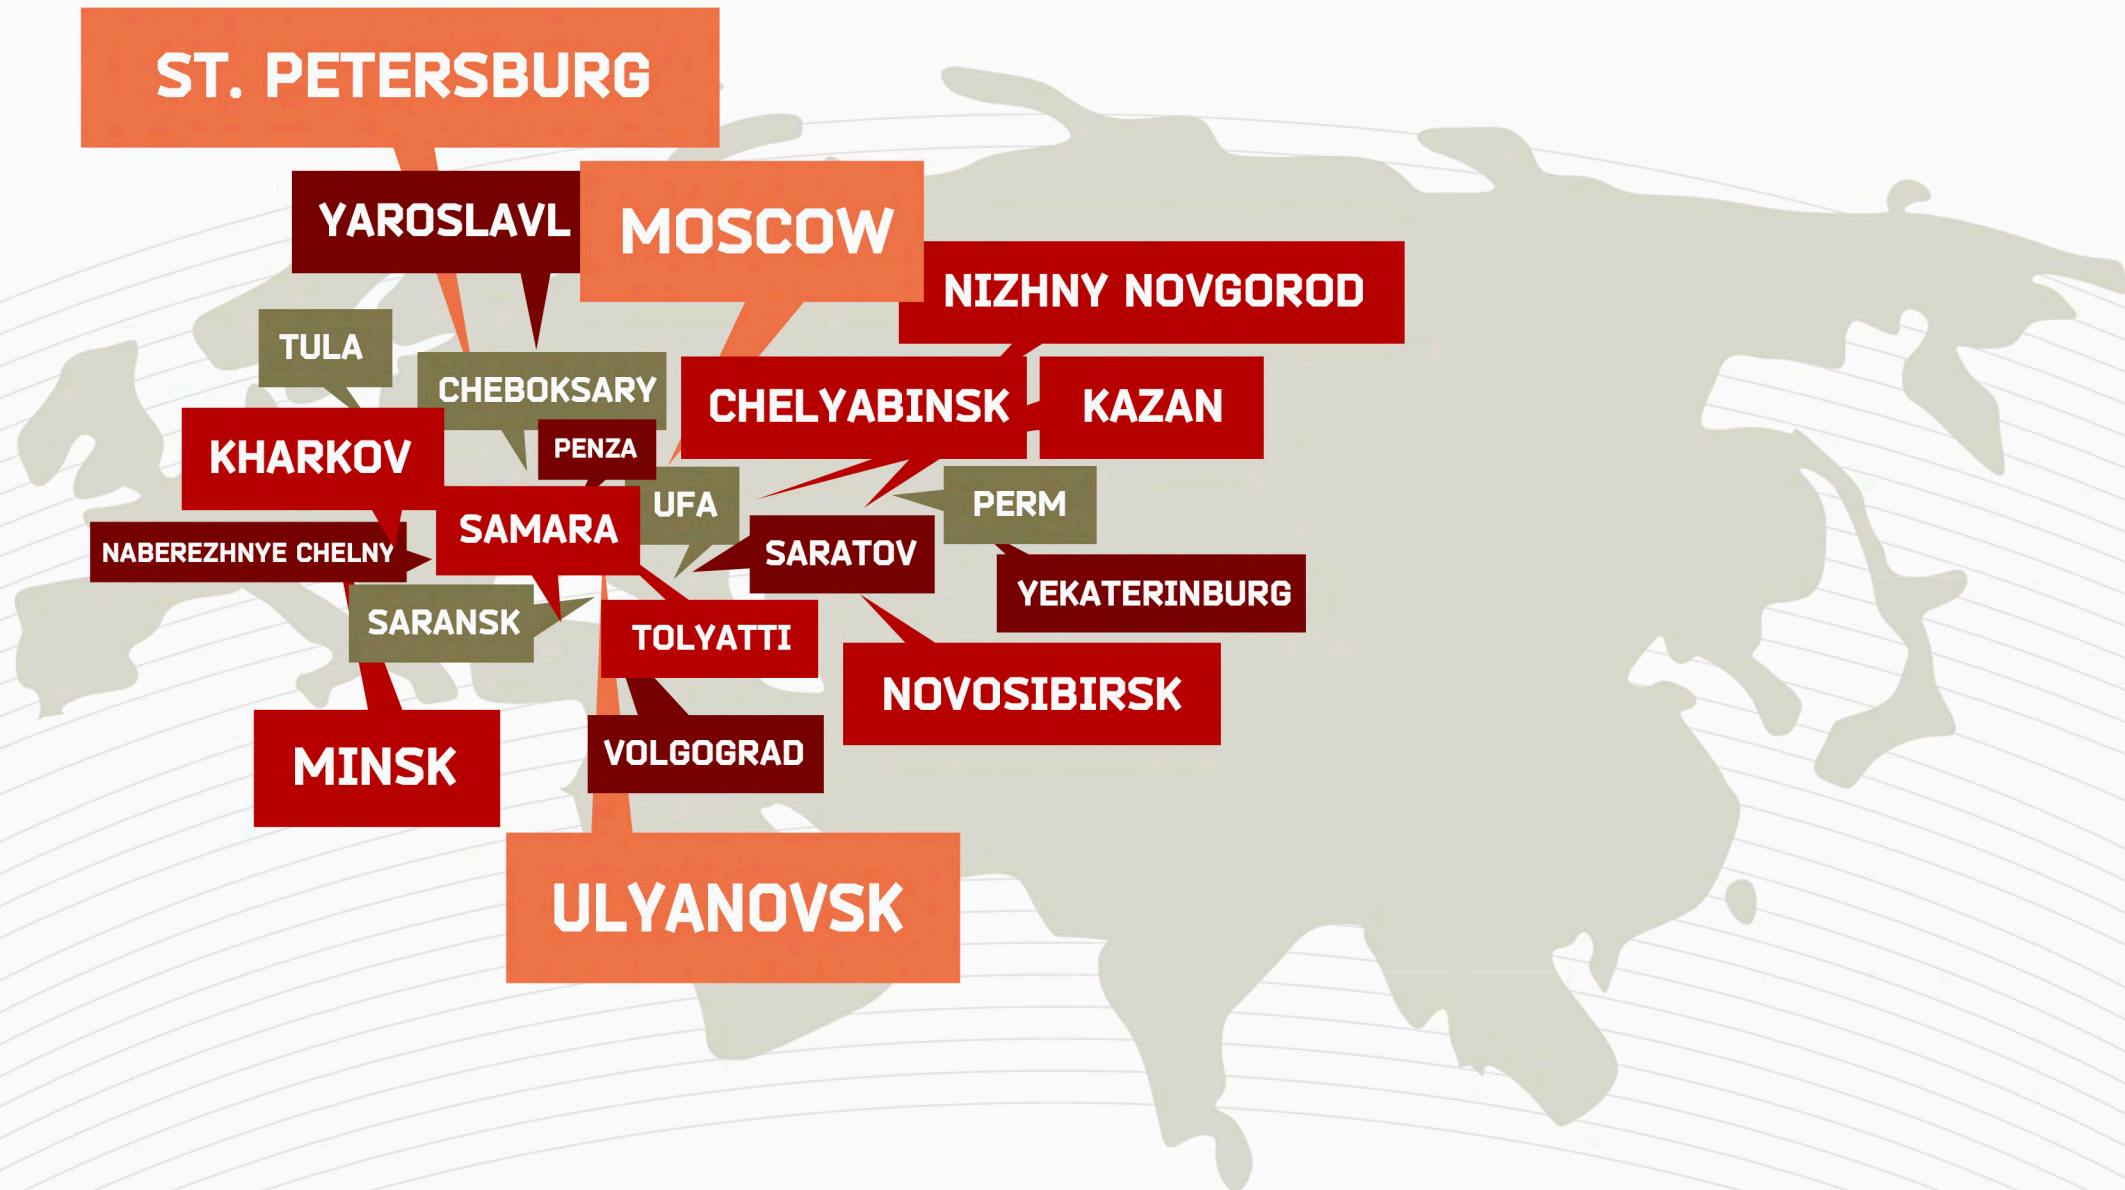 ST. PETERSBURG
YAROSLAVL
MOSCOW
NIZHNY NOVGOROD
TULA
CHEBOKSARY
CHELYABINSK
KAZAN
KHARKOV
PENZA
UFA
PERM
SAMARA
NABEREZHNYE CHELNY
SARATOV
YEKATERINBURG
SARANSK
TOLYATTI
NOVOSIBIRSK
MINSK
VOLGOGRAD
ULYANOVSK